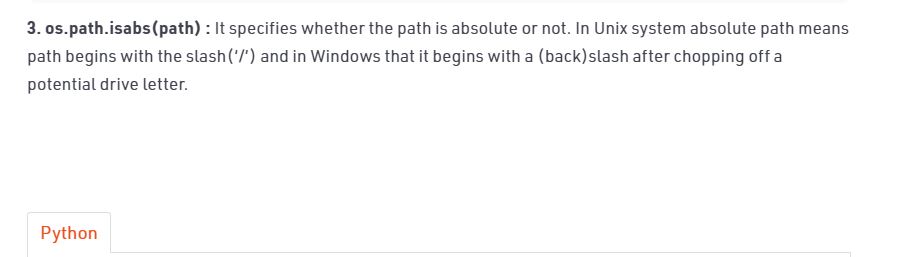 3. os.path.isabs(path) : It specifies whether the path is absolute or not. In Unix system absolute path means
path begins with the slash('/') and in Windows that it begins with a (back)slash after chopping off a
potential drive letter.
Python